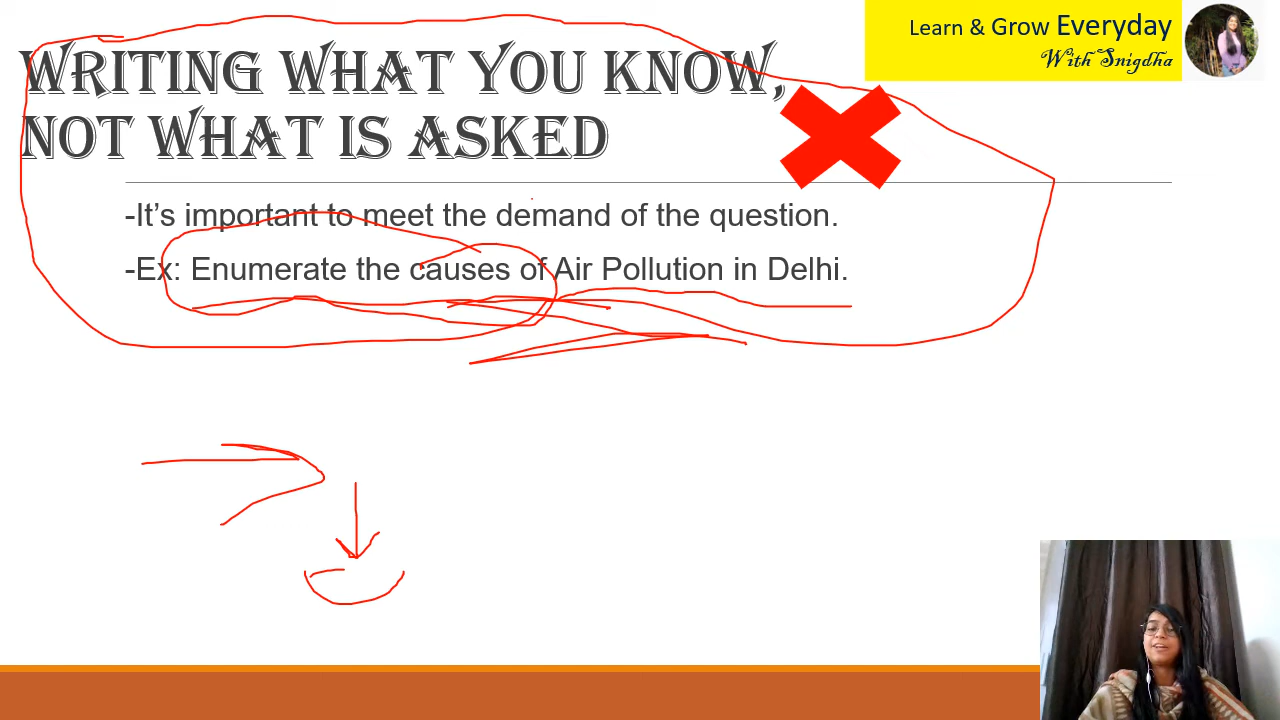 Learn & Grow Everyday
With Snigdha
WRITING WHAT YOU KNOW,
NOT WHAT IS ASKED
-It's important to meet the demand of the question.
-Ex: Enumerate the causes of Air Pollution in Delhi.